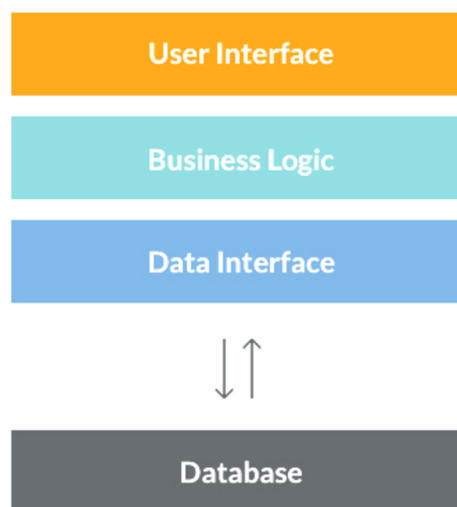 User Interface
Business Logic
Data Interface
Database